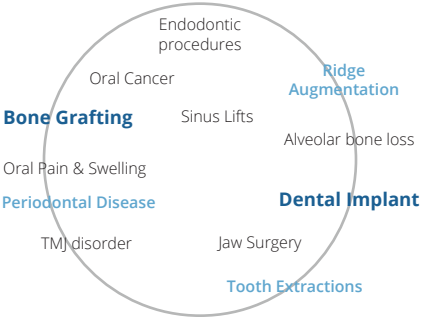 Endodontic
procedures
Oral Cancer
Ridge
Augmentation
Bone Grafting
Sinus Lifts
Alveolar bone loss
Oral Pain & Swelling
Periodontal Disease
Dental Implant
TMJ disorder
Jaw Surgery
Tooth Extractions